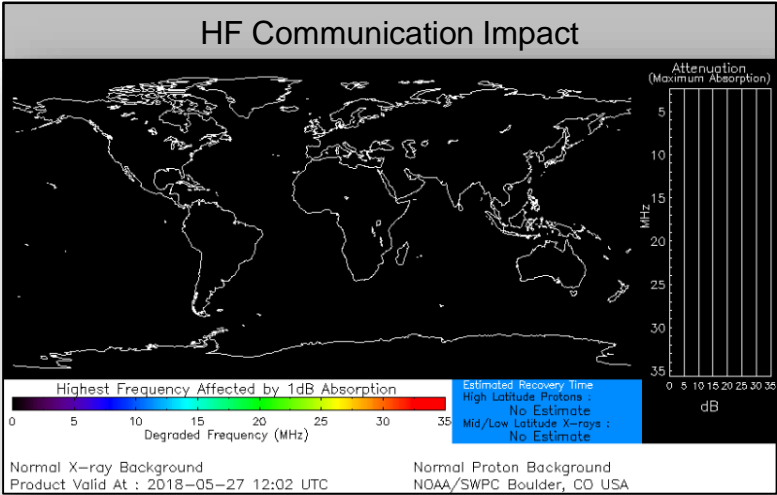 HF Communication Impact
Attenuation
(Maximum Absorption)
5
10
15
20
25
30
35
MHz
0 5 10 15 20 25 30 35
dB
Highest Frequency Affected by 1dB Absorption
0 5 10 15 20 25 30 35
Degraded Frequency (MHz)
Estimated Recovery Time
High Latitude Protons :
No Estimate
Mid/Low Latitude X-rays :
No Estimate
Normal X-ray Background
Normal Proton Background
Product Valid At : 2018-05-27 12:02 UTC
NOAA/SWPC Boulder, CO USA